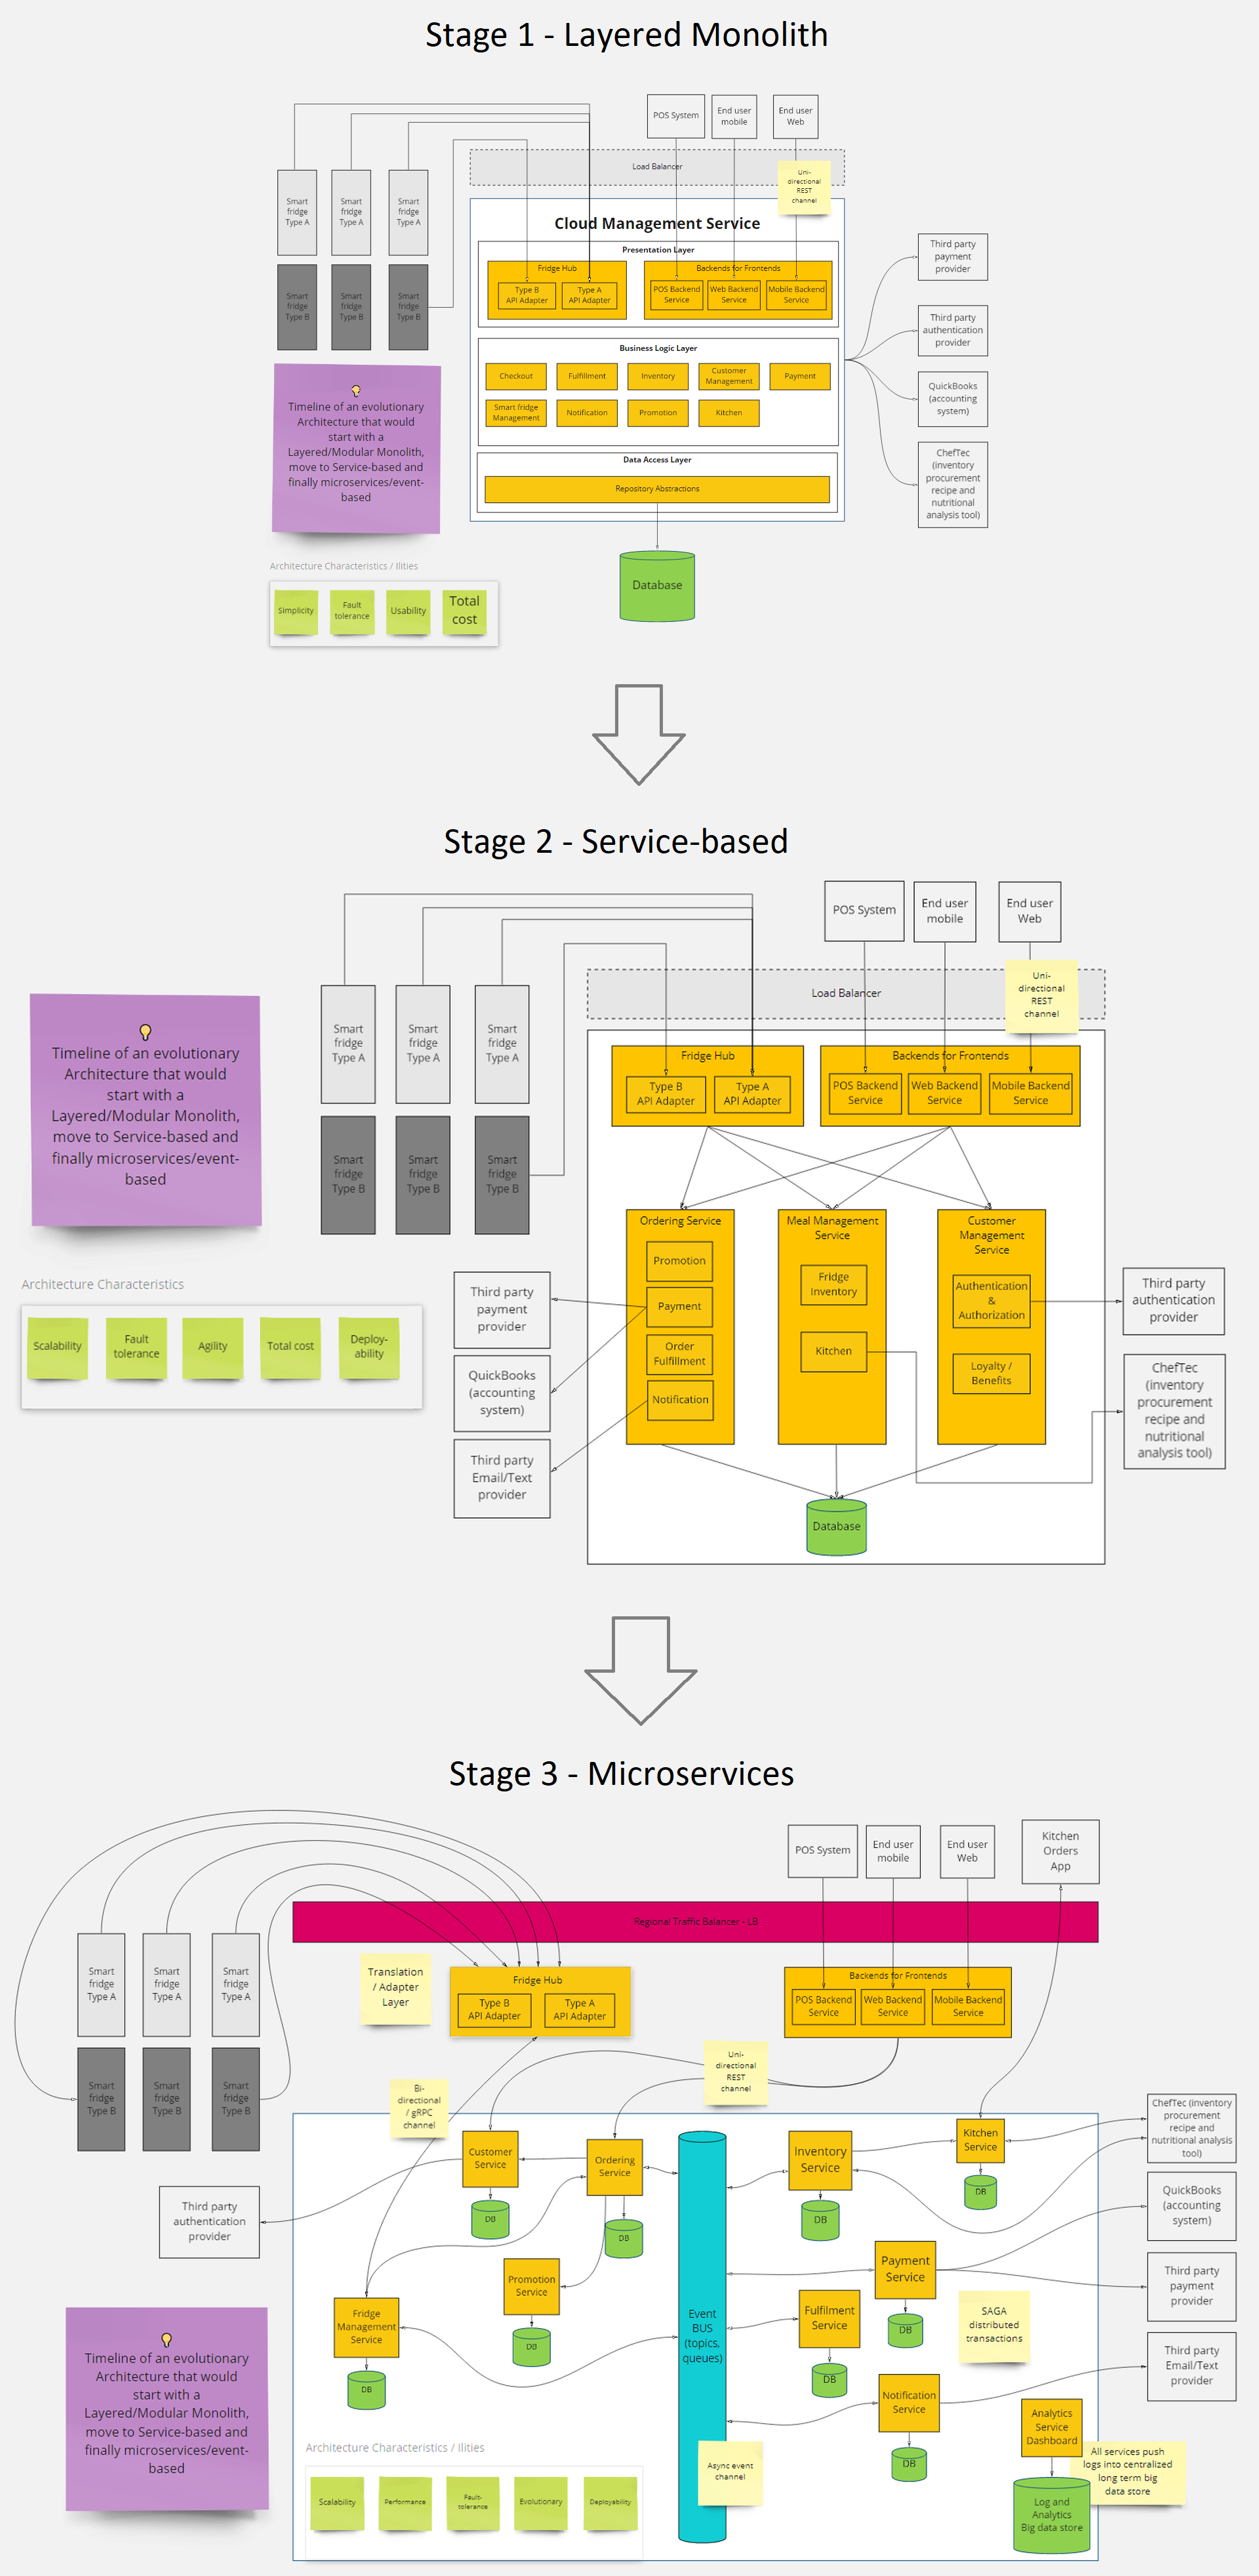 Stage 1 - Layered Monolith
POS System
End user
mobile
End user
Web
Load Balancer
Uni-
directional
REST
channel
Smart
fridge
Type A
Smart
fridge
Type A
Smart
fridge
Type A
Smart
fridge
Type B
Smart
fridge
Type B
Smart
fridge
Type B
Cloud Management Service
Presentation Layer
Fridge Hub
Type B
API Adapter
Type A
API Adapter
Backends for Frontends
POS Backend
Service
Web Backend
Service
Mobile Backend
Service
Business Logic Layer
Checkout
Fulfillment
Inventory
Customer
Management
Payment
Smart fridge
Management
Notification
Promotion
Kitchen
Data Access Layer
Repository Abstractions
Database
Third party
payment
provider
Third party
authentication
provider
QuickBooks
(accounting
system)
ChefTec
(inventory
procurement
recipe and
nutritional
analysis tool)
Timeline of an evolutionary
Architecture that would
start with a
Layered/Modular Monolith,
move to Service-based and
finally microservices/event-
based
Architecture Characteristics / Ilities
Simplicity
Fault
tolerance
Usability
Total
cost
Stage 2 - Service-based
POS System
End user
mobile
End user
Web
Load Balancer
Uni-
directional
REST
channel
Smart
fridge
Type A
Smart
fridge
Type A
Smart
fridge
Type A
Smart
fridge
Type B
Smart
fridge
Type B
Smart
fridge
Type B
Timeline of an evolutionary
Architecture that would
start with a
Layered/Modular Monolith,
move to Service-based and
finally microservices/event-
based
Fridge Hub
Type B
API Adapter
Type A
API Adapter
Backends for Frontends
POS Backend
Service
Web Backend
Service
Mobile Backend
Service
Ordering Service
Promotion
Payment
Order
Fulfillment
Notification
Meal Management
Service
Fridge
Inventory
Kitchen
Customer
Management
Service
Authentication
&
Authorization
Loyalty /
Benefits
Database
Third party
payment
provider
QuickBooks
(accounting
system)
Third party
Email/Text
provider
Third party
authentication
provider
ChefTec
(inventory
procurement
recipe and
nutritional
analysis tool)
Architecture Characteristics
Scalability
Fault
tolerance
Agility
Total cost
Deploy-
ability
Stage 3 - Microservices
POS System
End user
mobile
End user
Web
Kitchen
Orders
App
Regional Traffic Balancer - LB
Smart
fridge
Type A
Smart
fridge
Type A
Smart
fridge
Type A
Smart
fridge
Type B
Smart
fridge
Type B
Smart
fridge
Type B
Translation
/ Adapter
Layer
Fridge Hub
Type B
API Adapter
Type A
API Adapter
Backends for Frontends
POS Backend
Service
Web Backend
Service
Mobile Backend
Service
Uni-
directional
REST
channel
Bi-
directional
/ gRPC
channel
Customer
Service
DB
Ordering
Service
DB
Promotion
Service
DB
Fridge
Management
Service
DB
Event
BUS
(topics,
queues)
Async event
channel
Inventory
Service
DB
Kitchen
Service
DB
Payment
Service
DB
Fulfilment
Service
DB
Notification
Service
DB
SAGA
distributed
transactions
Analytics
Service
Dashboard
All services push
logs into centralized
long term big
data store
Log and
Analytics
Big data store
Third party
authentication
provider
ChefTec (inventory
procurement
recipe and
nutritional analysis
tool)
QuickBooks
(accounting
system)
Third party
payment
provider
Third party
Email/Text
provider
Timeline of an evolutionary
Architecture that would
start with a
Layered/Modular Monolith,
move to Service-based and
finally microservices/event-
based
Architecture Characteristics / Ilities
Scalability
Performance
Fault-
tolerance
Evolutionary
Deployability